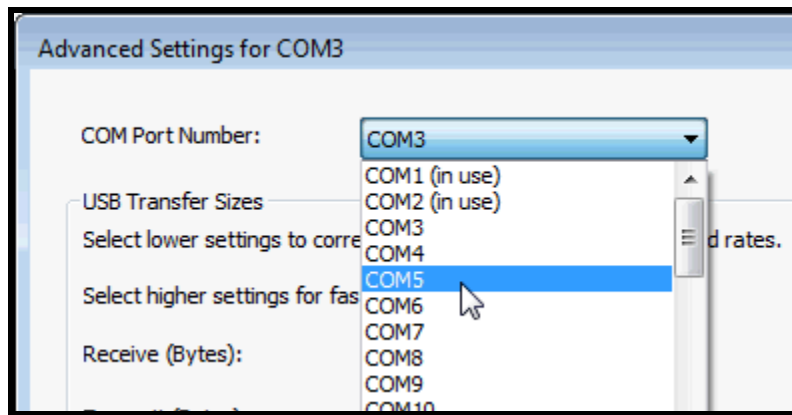 Advanced Settings for COM3
COM Port Number:
COM3
COM1 (in use)
COM2 (in use)
COM3
COM4
COM5
COM6
COM7
COM8
COM9
COM10
USB Transfer Sizes
Select lower settings to corre
d rates.
Select higher settings for fas
Receive (Bytes):